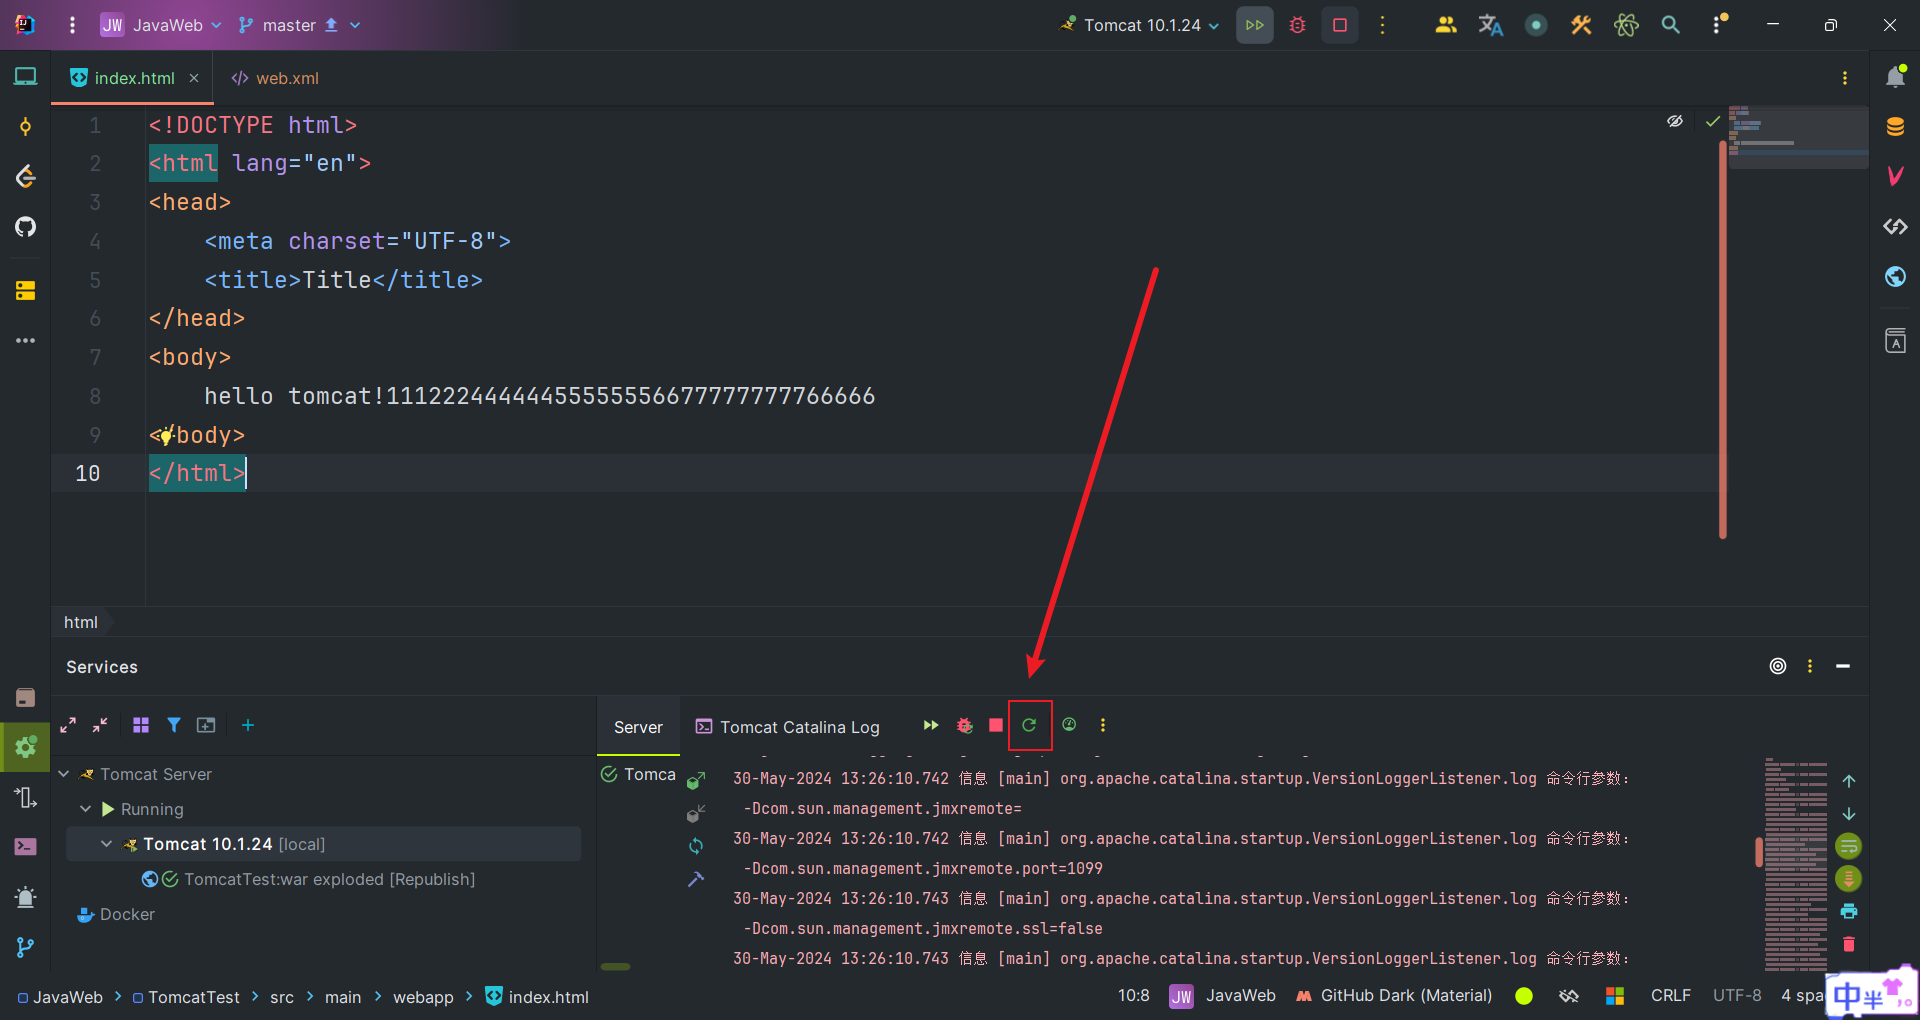 JW JavaWeb master Tomcat 10.1.24
index.html web.xml
1 <!DOCTYPE html>
2 <html lang="en">
3 <head>
4 <meta charset="UTF-8">
5 <title>Title</title>
6 </head>
7 <body>
8 hello tomcat!1112224444445555555667777777766666
9 </body>
10 </html>
html
Services
Server Tomcat Catalina Log
Tomcat Server
Running
Tomcat 10.1.24 [local]
TomcatTest:war exploded [Republish]
Docker
Tomca
30-May-2024 13:26:10.742 信息 [main] org.apache.catalina.startup.VersionLoggerListener.log 命令行参数:
-Dcom.sun.management.jmxremote=
30-May-2024 13:26:10.742 信息 [main] org.apache.catalina.startup.VersionLoggerListener.log 命令行参数:
-Dcom.sun.management.jmxremote.port=1099
30-May-2024 13:26:10.743 信息 [main] org.apache.catalina.startup.VersionLoggerListener.log 命令行参数:
-Dcom.sun.management.jmxremote.ssl=false
30-May-2024 13:26:10.743 信息 [main] org.apache.catalina.startup.VersionLoggerListener.log 命令行参数:
JavaWeb > TomcatTest > src > main > webapp > index.html
10:8 JW JavaWeb GitHub Dark (Material) CRLF UTF-8 4 spa
中半